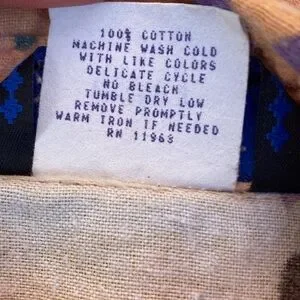 100% COTTON
MACHINE WASH COLD
WITH LIKE COLORS
DELICATE CYCLE
NO BLEACH
TUMBLE DRY LOW
REMOVE PROMPTLY
WARM IRON IF NEEDED
RN 11963